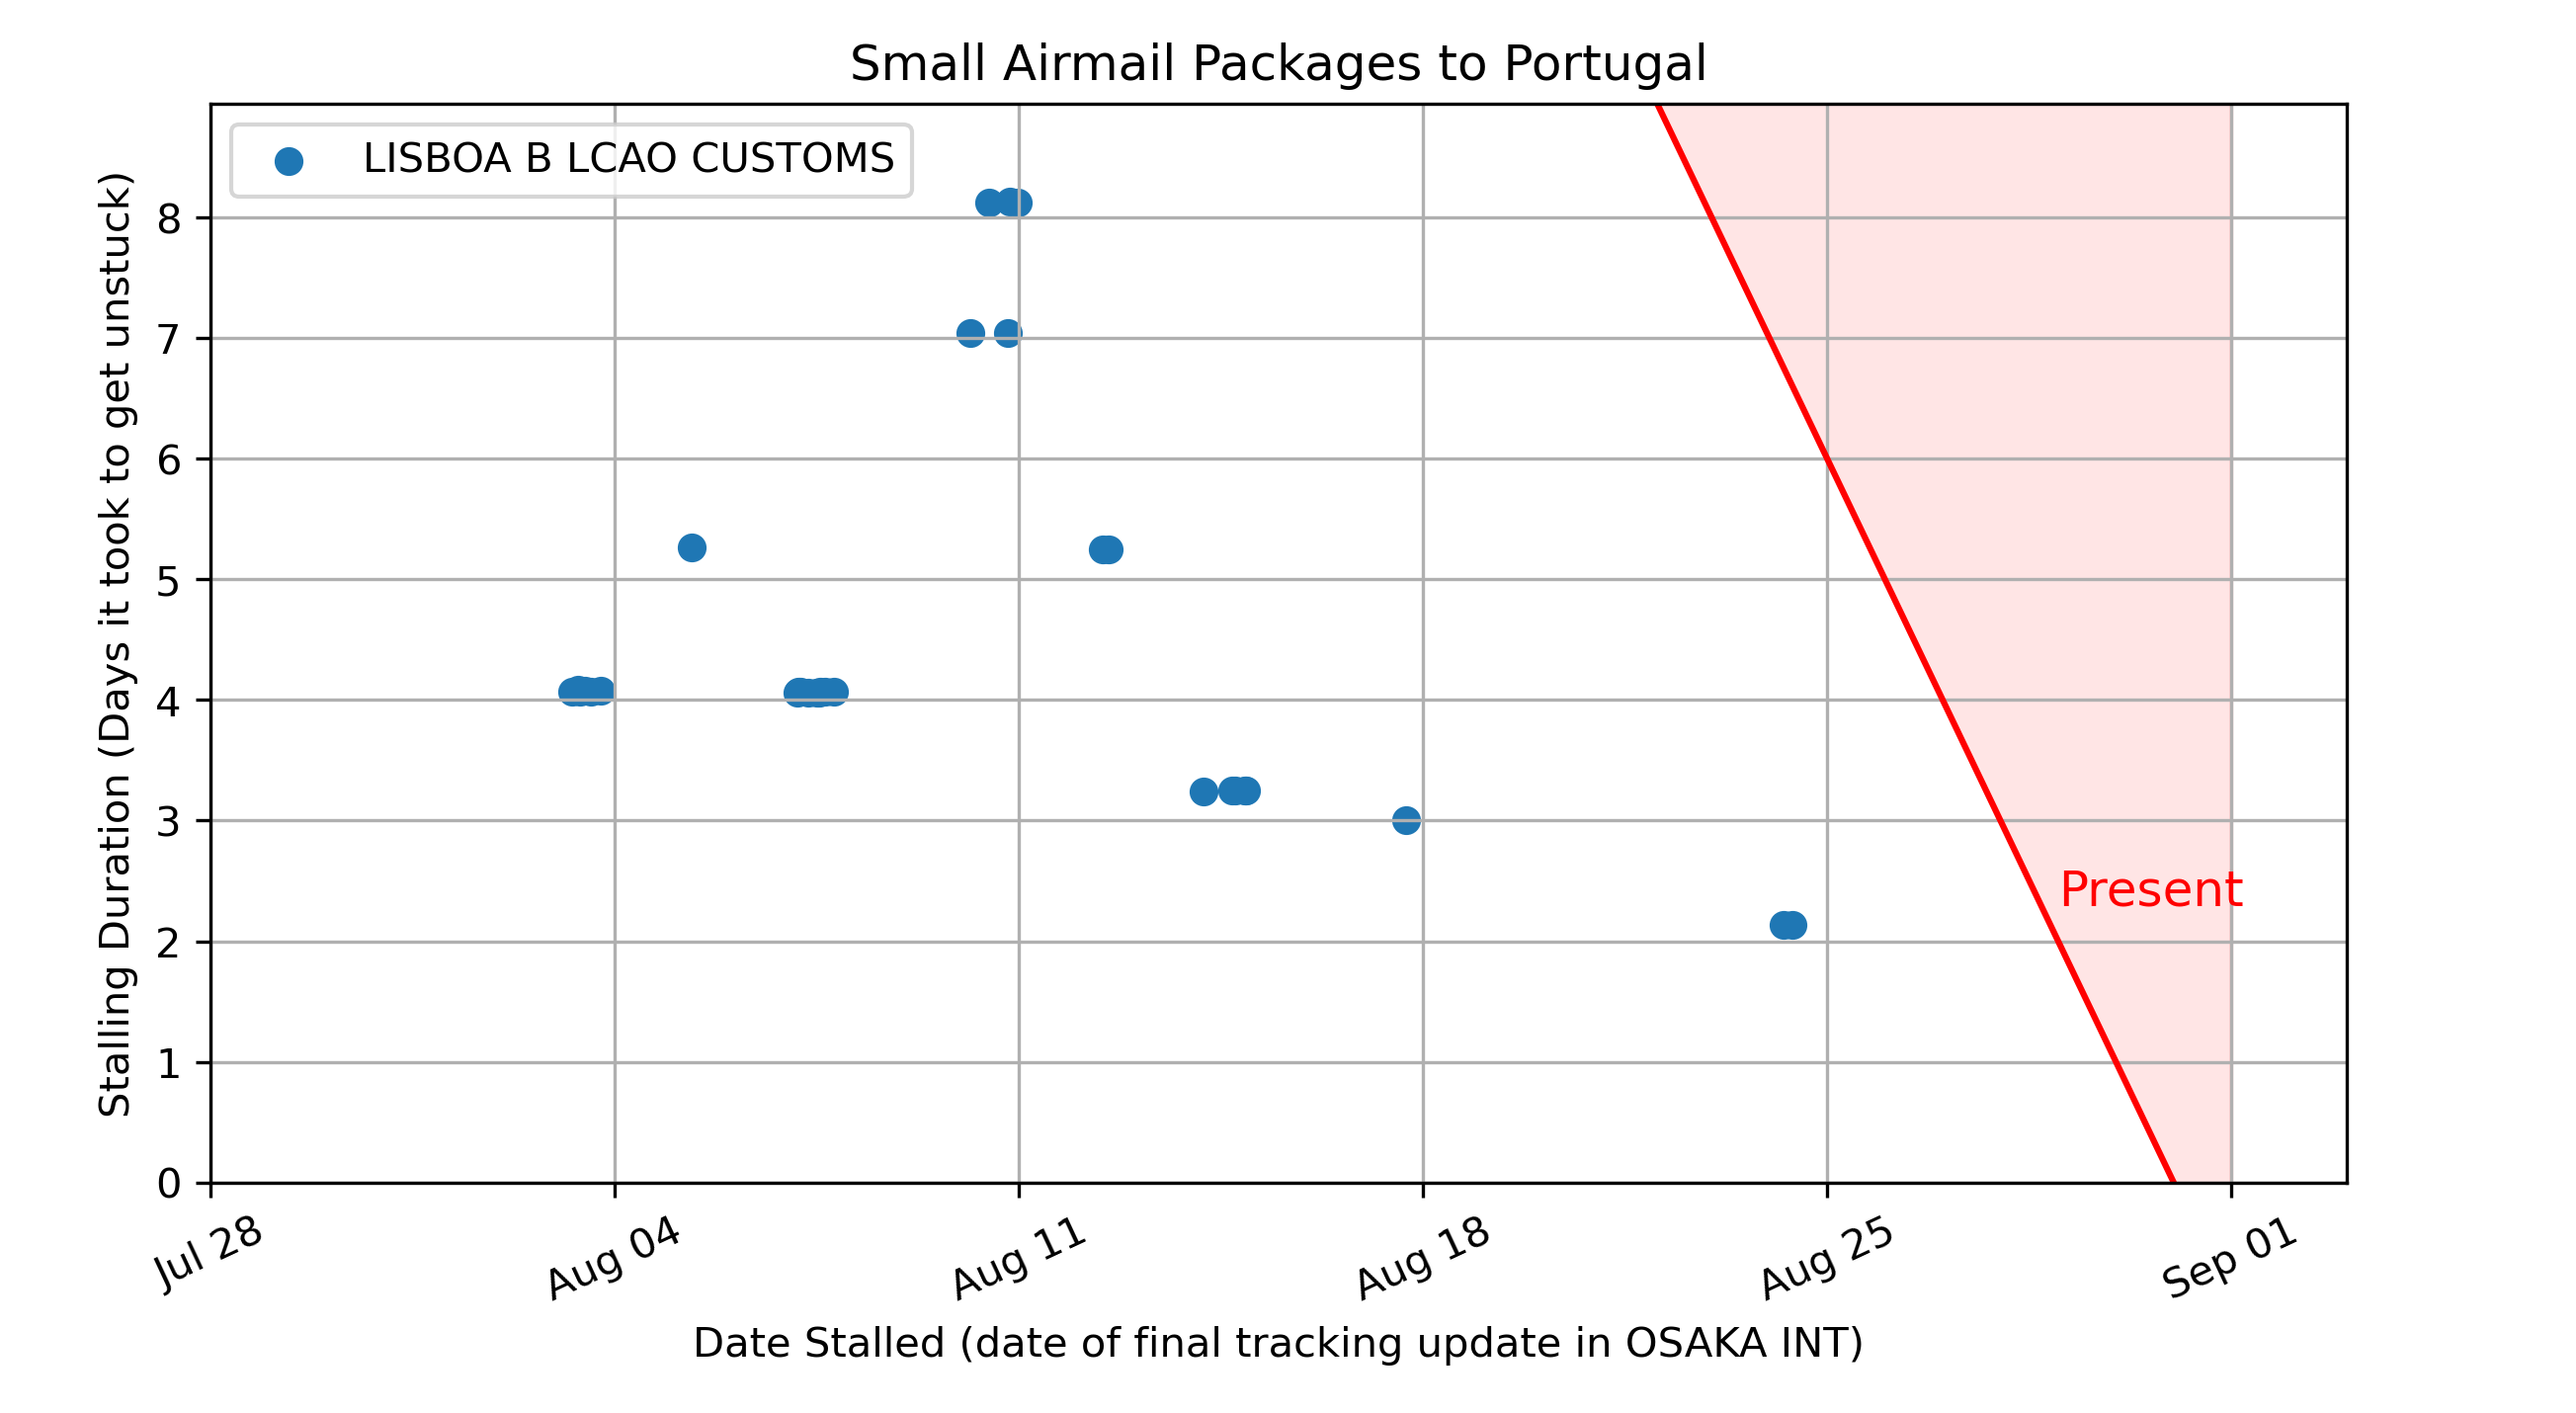 Small Airmail Packages to Portugal
LISBOA B LCAO CUSTOMS
Stalling Duration (Days it took to get unstuck)
8
7
6
5
4
3
2
1
0
Present
Jul 28
Aug 04
Aug 11
Aug 18
Aug 25
Sep 01
Date Stalled (date of final tracking update in OSAKA INT)